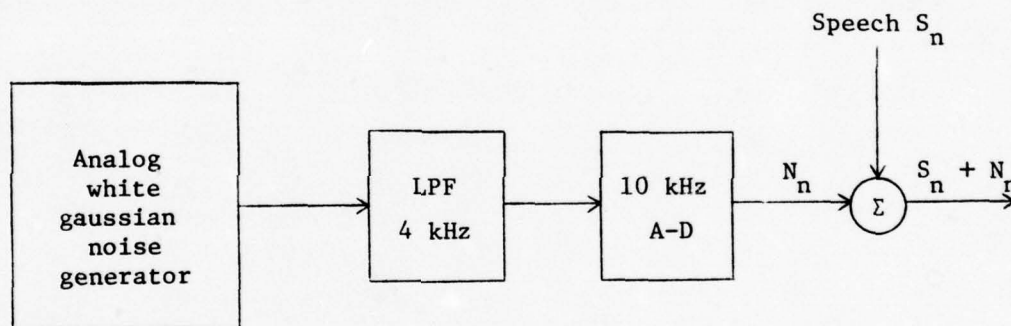 Speech S_n
Analog
white
gaussian
noise
generator
LPF
4 kHz
10 kHz
A-D
N_n
Σ
S_n + N_n